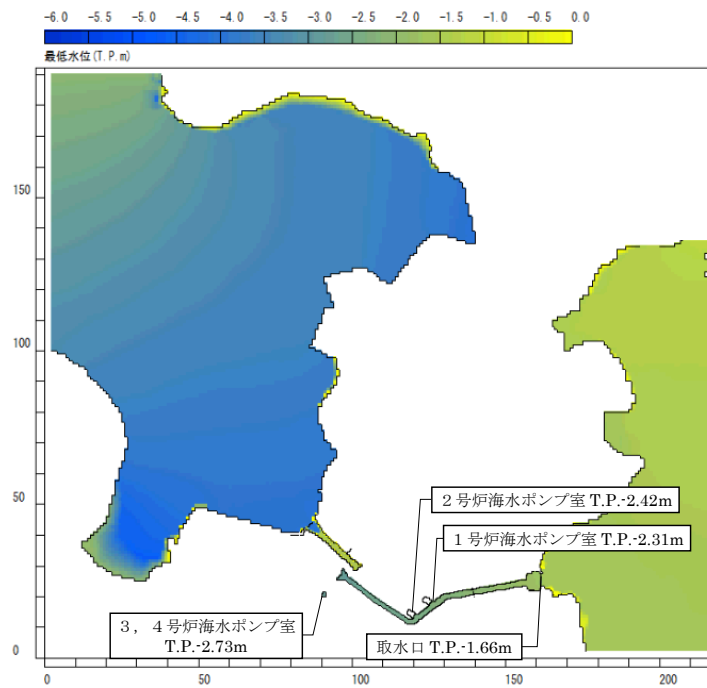 -6.0 -5.5 -5.0 -4.5 -4.0 -3.5 -3.0 -2.5 -2.0 -1.5 -1.0 -0.5 0.0
最低水位(T.P.m)
150
100
50
0
2号炉海水ポンプ室 T.P.-2.42m
1号炉海水ポンプ室 T.P.-2.31m
3,4号炉海水ポンプ室
T.P.-2.73m
取水口 T.P.-1.66m
0 50 100 150 200